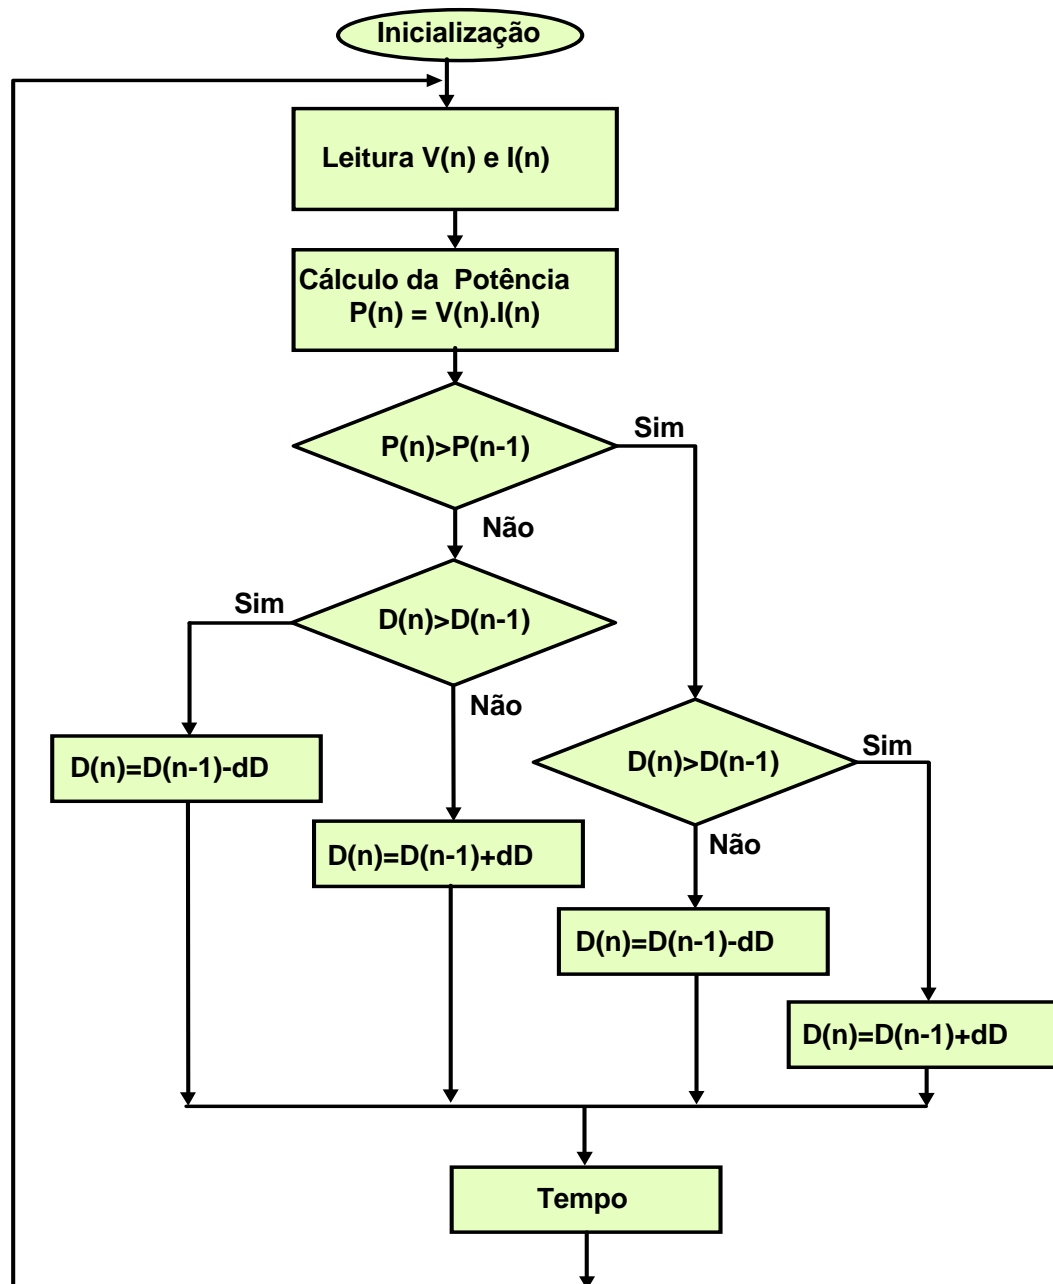 Inicialização
Leitura V(n) e I(n)
Cálculo da Potência
P(n) = V(n).I(n)
P(n)>P(n-1)
Sim
Não
D(n)>D(n-1)
Sim
Não
D(n)>D(n-1)
Sim
Não
D(n)=D(n-1)-dD
D(n)=D(n-1)+dD
D(n)=D(n-1)-dD
D(n)=D(n-1)+dD
Tempo